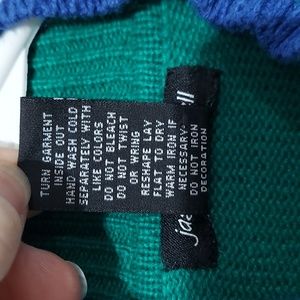 TURN GARMENT
INSIDE OUT
HAND WASH COLD
SEPARATELY WITH
LIKE COLORS
DO NOT BLEACH
DO NOT TWIST
OR WRING
RESHAPE LAY
FLAT TO DRY
WARM IRON IF
NECESSARY-
DO NOT IRON
DECORATION